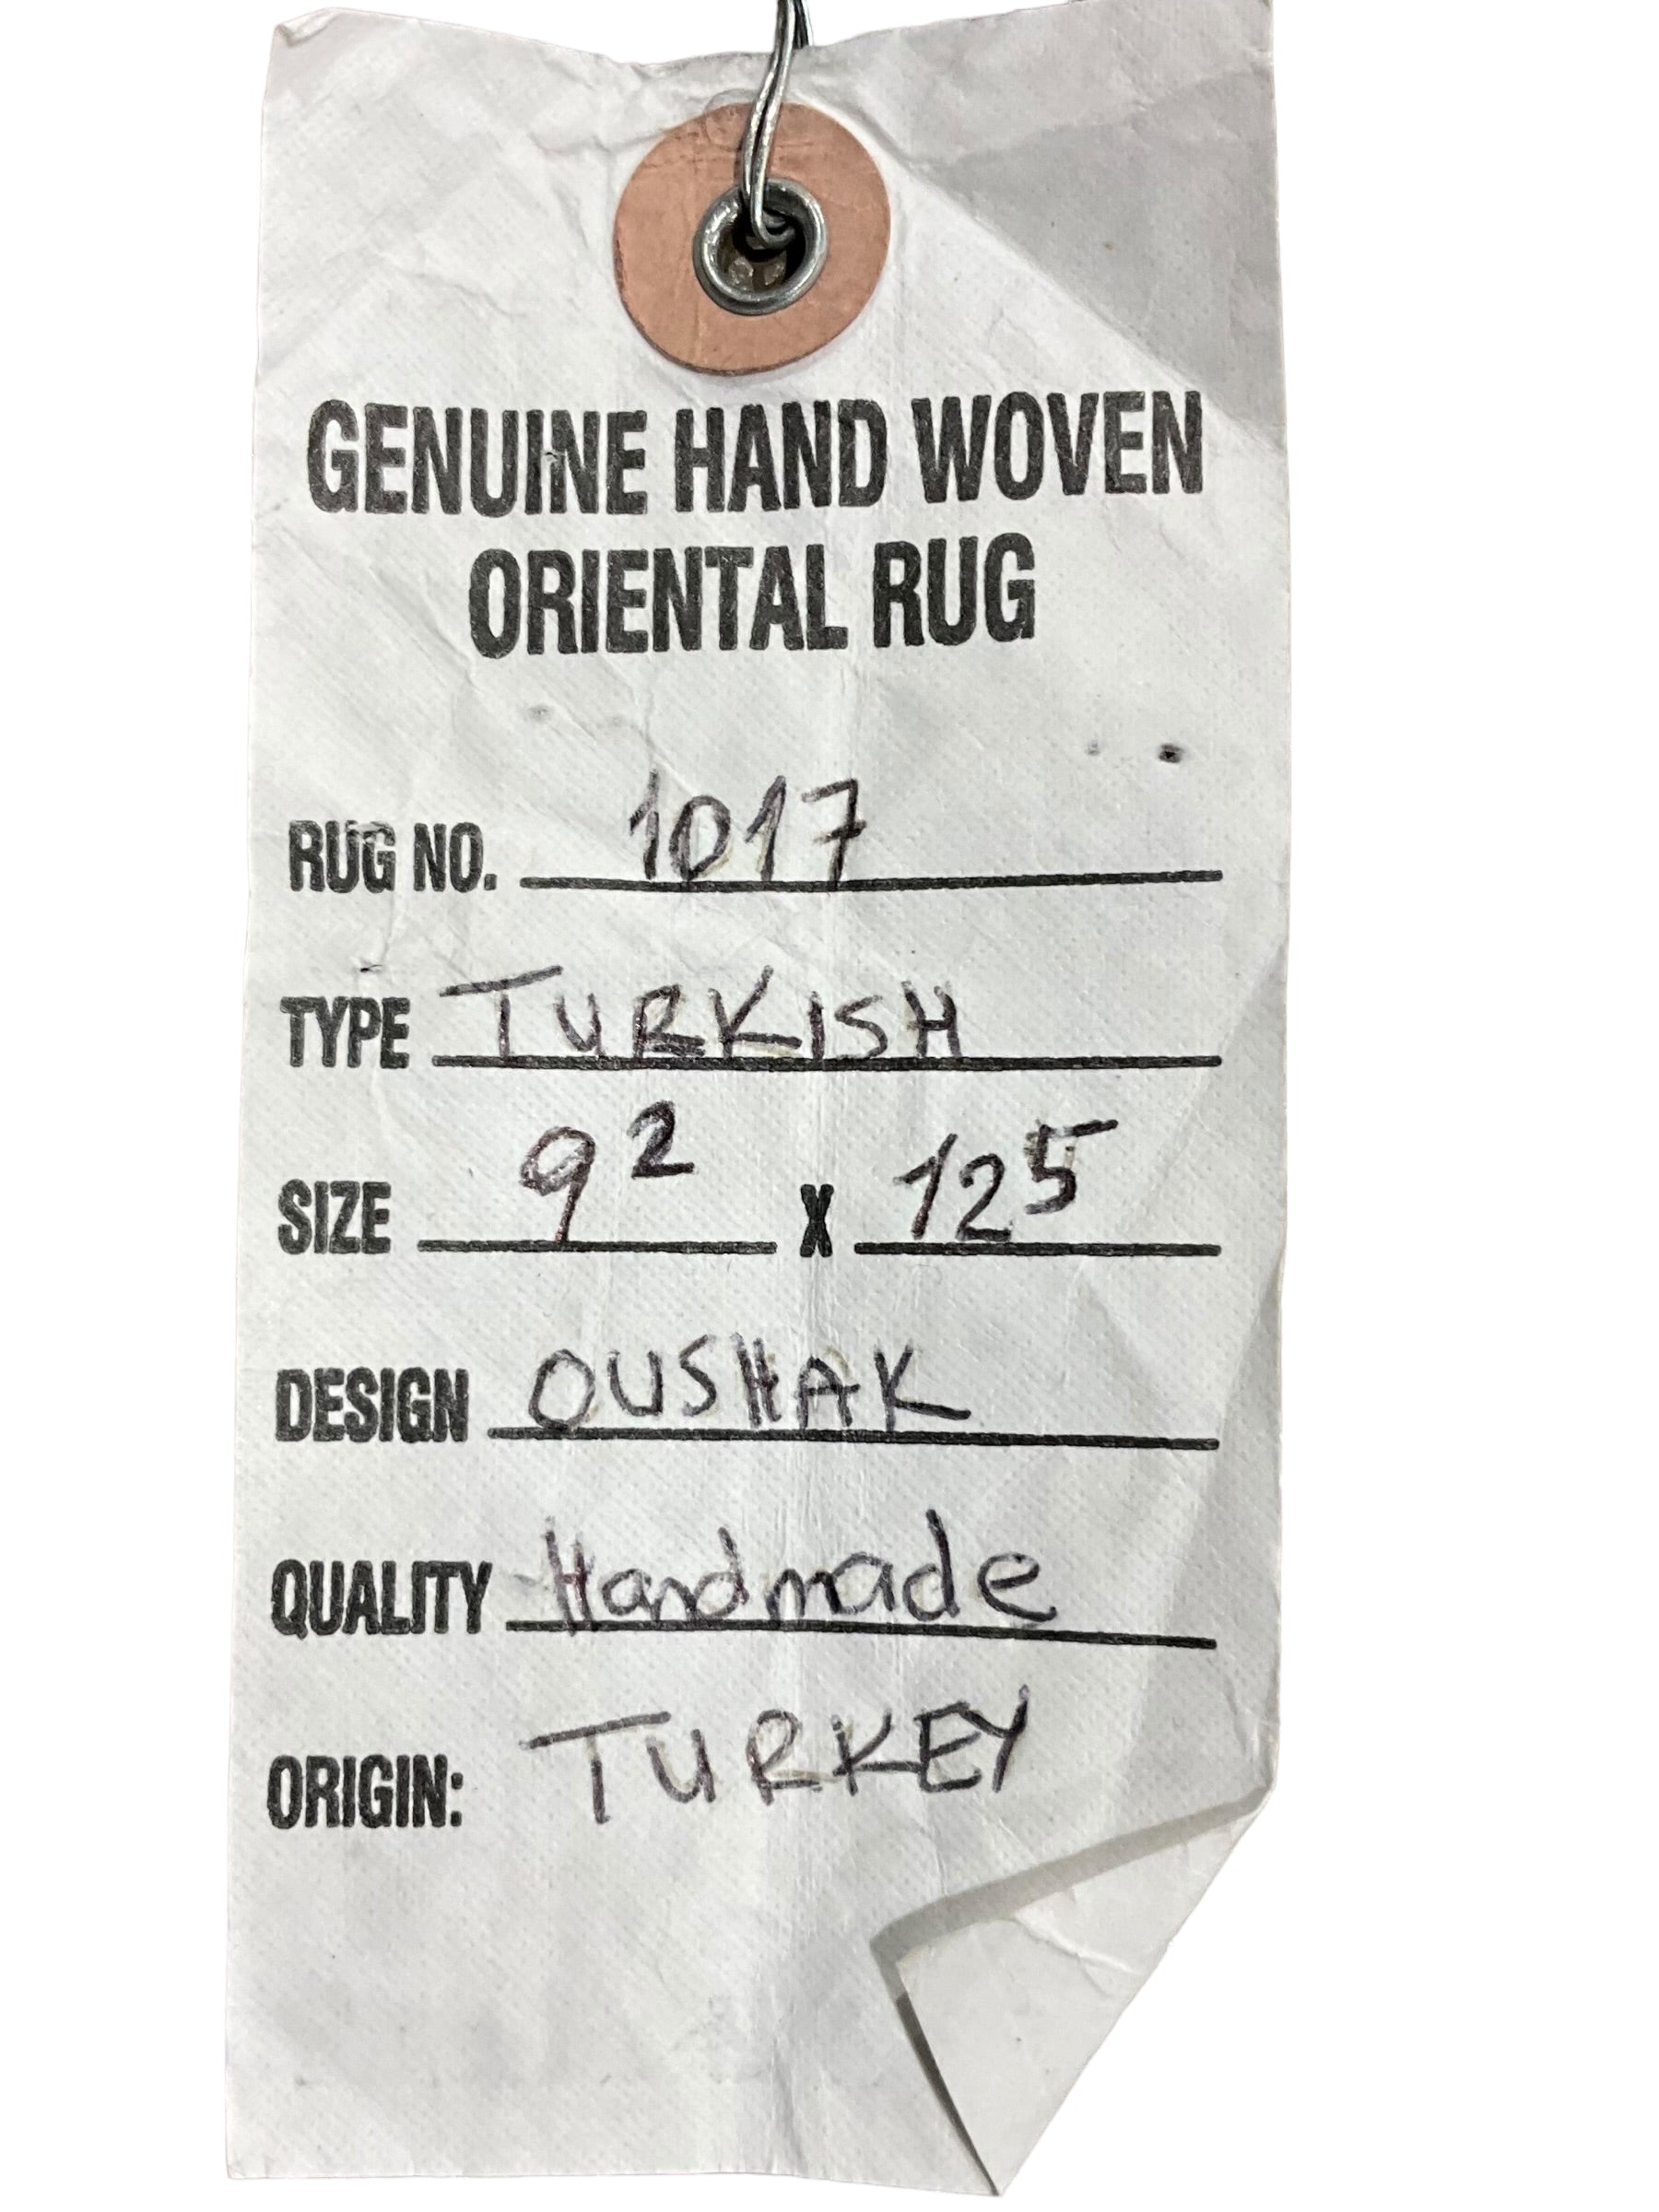 GENUINE HAND WOVEN
ORIENTAL RUG
RUG NO. 1017
TYPE TURKISH
SIZE 9² X 12⁵
DESIGN OUSHAK
QUALITY Handmade
ORIGIN: TURKEY